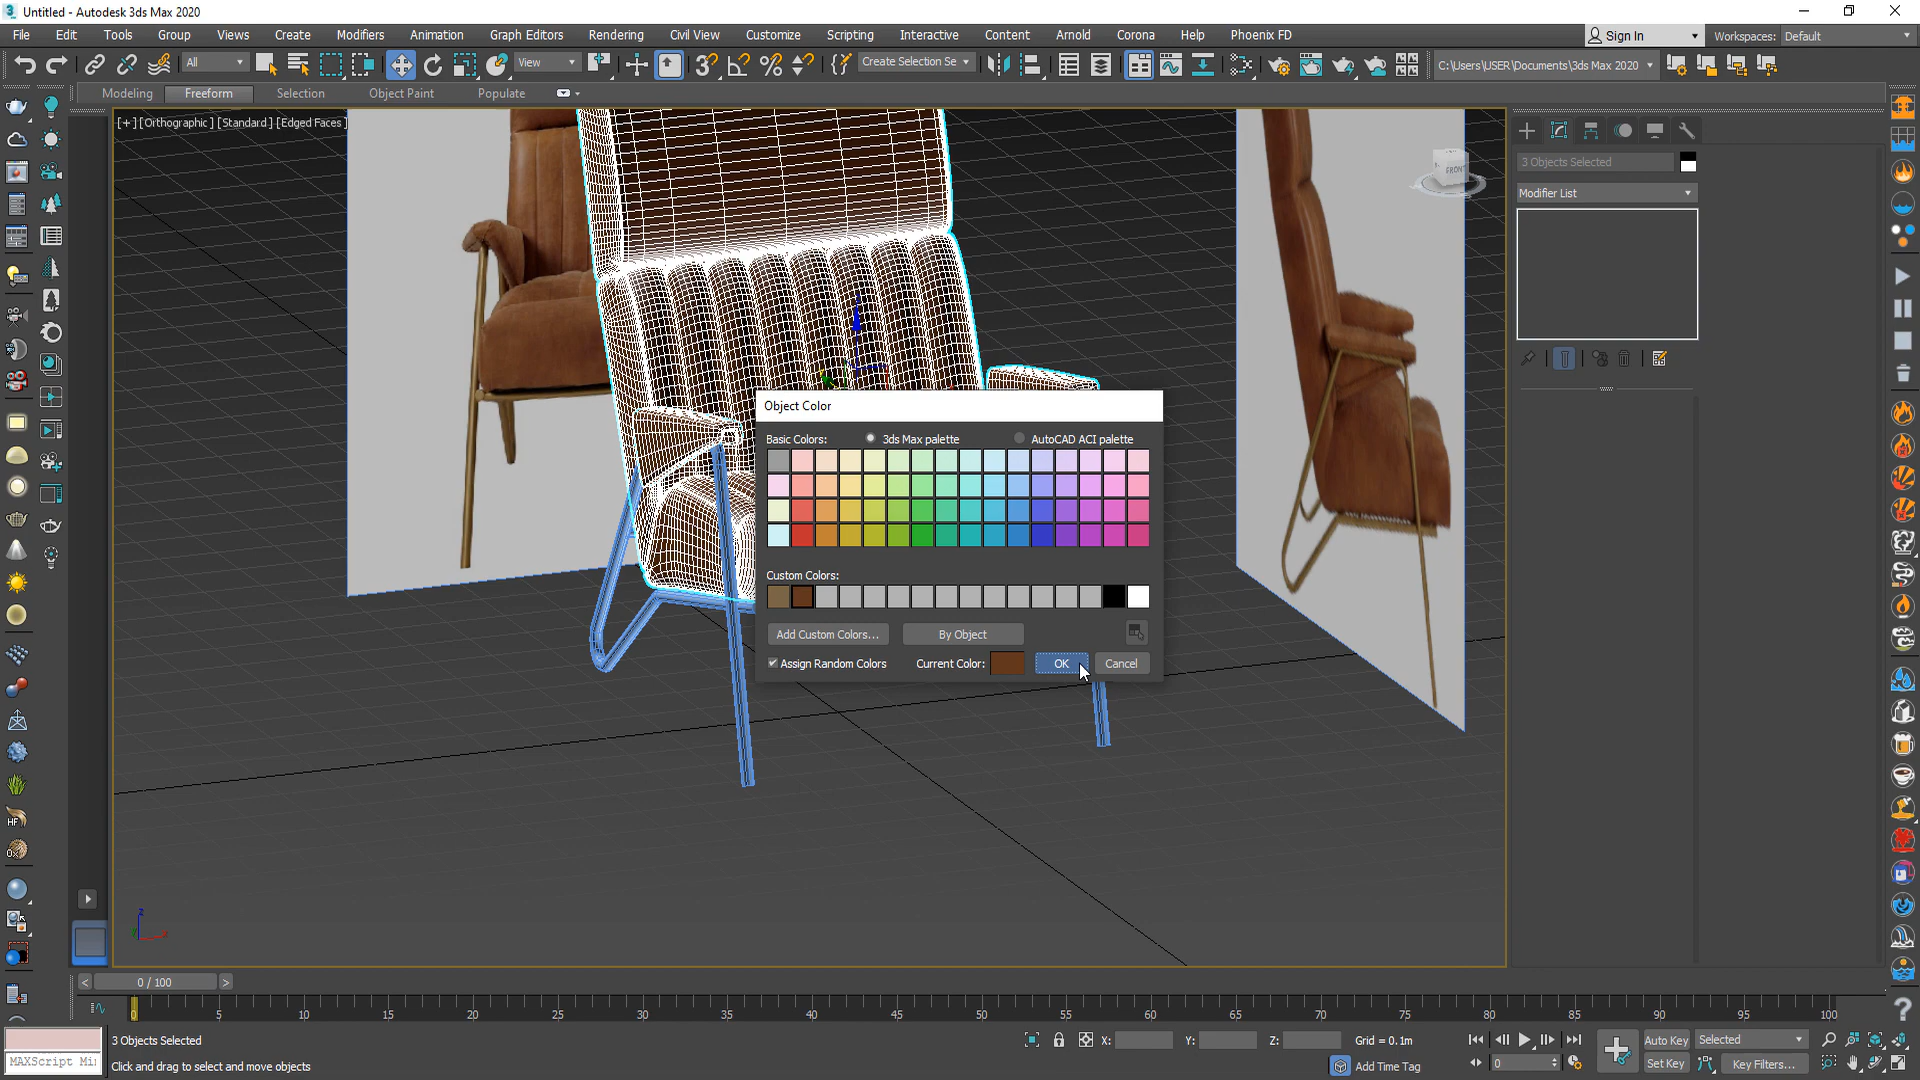 Untitled - Autodesk 3ds Max 2020
File Edit Tools Group Views Create Modifiers Animation Graph Editors Rendering Civil View Customize Scripting Interactive Content Arnold Corona Help Phoenix FD
Sign In
Workspaces: Default
All
View
Create Selection Se
C:\Users\USER\Documents\3ds Max 2020
Modeling Freeform Selection Object Paint Populate
[+] [Orthographic] [Standard] [Edged Faces]
FRONT
3 Objects Selected
Modifier List
Object Color
Basic Colors: 3ds Max palette AutoCAD ACI palette
Custom Colors:
Add Custom Colors... By Object
Assign Random Colors Current Color: OK Cancel
HF
z
x
y
< 0 / 100 >
0 5 10 15 20 25 30 35 40 45 50 55 60 65 70 75 80 85 90 95 100
3 Objects Selected
X: Y: Z: Grid = 0.1m
Auto Key Selected
MAXScript Mi
Click and drag to select and move objects
Add Time Tag
0
Set Key Key Filters...